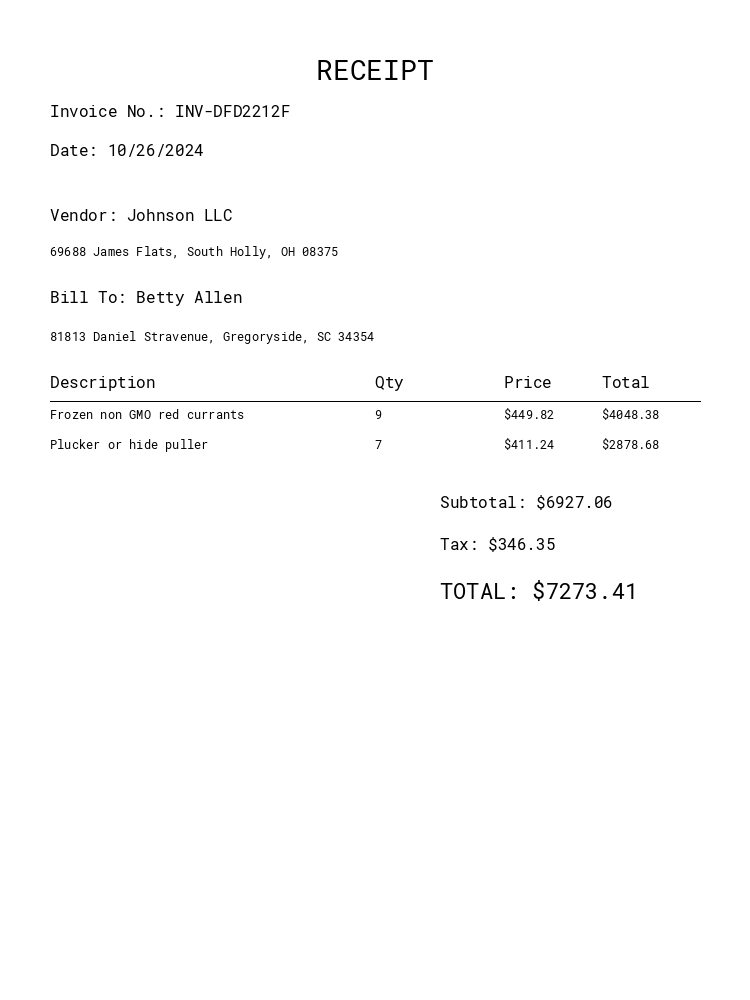 RECEIPT
Invoice No.: INV-DFD2212F
Date: 10/26/2024
Vendor: Johnson LLC
69688 James Flats, South Holly, OH 08375
Bill To: Betty Allen
81813 Daniel Stravenue, Gregoryside, SC 34354
Description Qty Price Total
Frozen non GMO red currants 9 $449.82 $4048.38
Plucker or hide puller 7 $411.24 $2878.68
Subtotal: $6927.06
Tax: $346.35
TOTAL: $7273.41